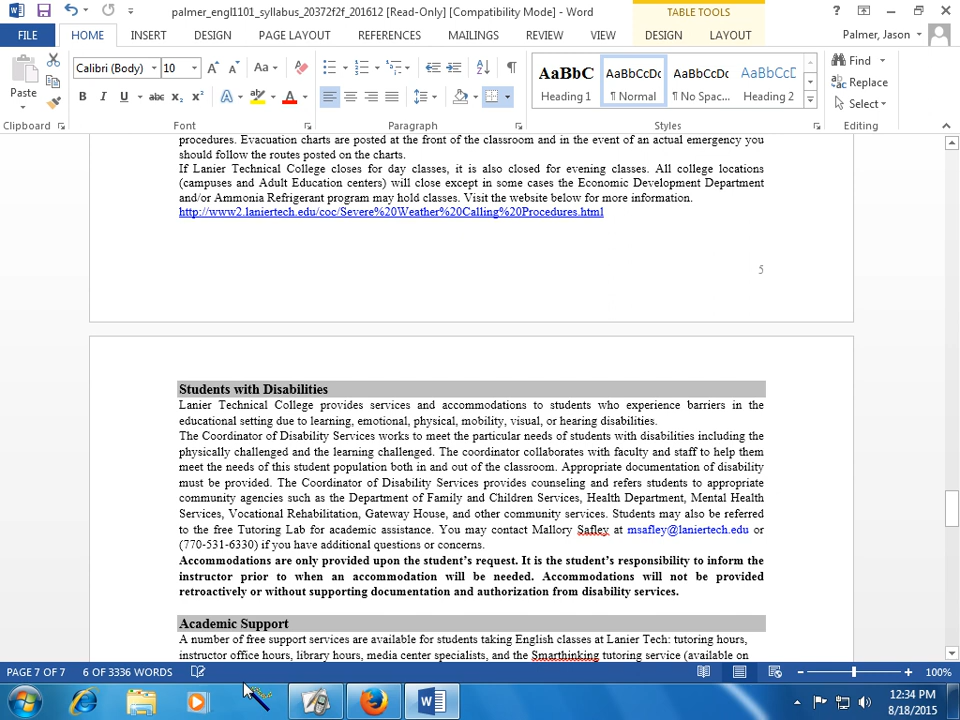 palmer_engl1101_syllabus_20372f2f_201612 [Read-Only] [Compatibility Mode] - Word
TABLE TOOLS
?
FILE HOME INSERT DESIGN PAGE LAYOUT REFERENCES MAILINGS REVIEW VIEW DESIGN LAYOUT Palmer, Jason
Paste
Calibri (Body) 10
AaBbC AaBbCcDc AaBbCcDc AaBbCcD
Heading 1 ¶ Normal ¶ No Spac... Heading 2
Find
Replace
Select
Clipboard Font Paragraph Styles Editing
procedures. Evacuation charts are posted at the front of the classroom and in the event of an actual emergency you
should follow the routes posted on the charts.
If Lanier Technical College closes for day classes, it is also closed for evening classes. All college locations
(campuses and Adult Education centers) will close except in some cases the Economic Development Department
and/or Ammonia Refrigerant program may hold classes. Visit the website below for more information.
http://www2.laniertech.edu/coc/Severe%20Weather%20Calling%20Procedures.html
5
Students with Disabilities
Lanier Technical College provides services and accommodations to students who experience barriers in the
educational setting due to learning, emotional, physical, mobility, visual, or hearing disabilities.
The Coordinator of Disability Services works to meet the particular needs of students with disabilities including the
physically challenged and the learning challenged. The coordinator collaborates with faculty and staff to help them
meet the needs of this student population both in and out of the classroom. Appropriate documentation of disability
must be provided. The Coordinator of Disability Services provides counseling and refers students to appropriate
community agencies such as the Department of Family and Children Services, Health Department, Mental Health
Services, Vocational Rehabilitation, Gateway House, and other community services. Students may also be referred
to the free Tutoring Lab for academic assistance. You may contact Mallory Safley at msafley@laniertech.edu or
(770-531-6330) if you have additional questions or concerns.
Accommodations are only provided upon the student's request. It is the student's responsibility to inform the
instructor prior to when an accommodation will be needed. Accommodations will not be provided
retroactively or without supporting documentation and authorization from disability services.
Academic Support
A number of free support services are available for students taking English classes at Lanier Tech: tutoring hours,
instructor office hours, library hours, media center specialists, and the Smarthinking tutoring service (available on
PAGE 7 OF 7 6 OF 3336 WORDS 100%
12:34 PM
8/18/2015